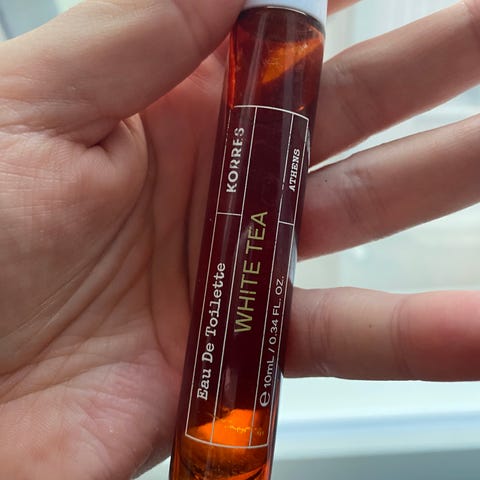 KORRES
ATHENS
WHITE TEA
Eau De Toilette
℮ 10mL / 0.34 FL. OZ.